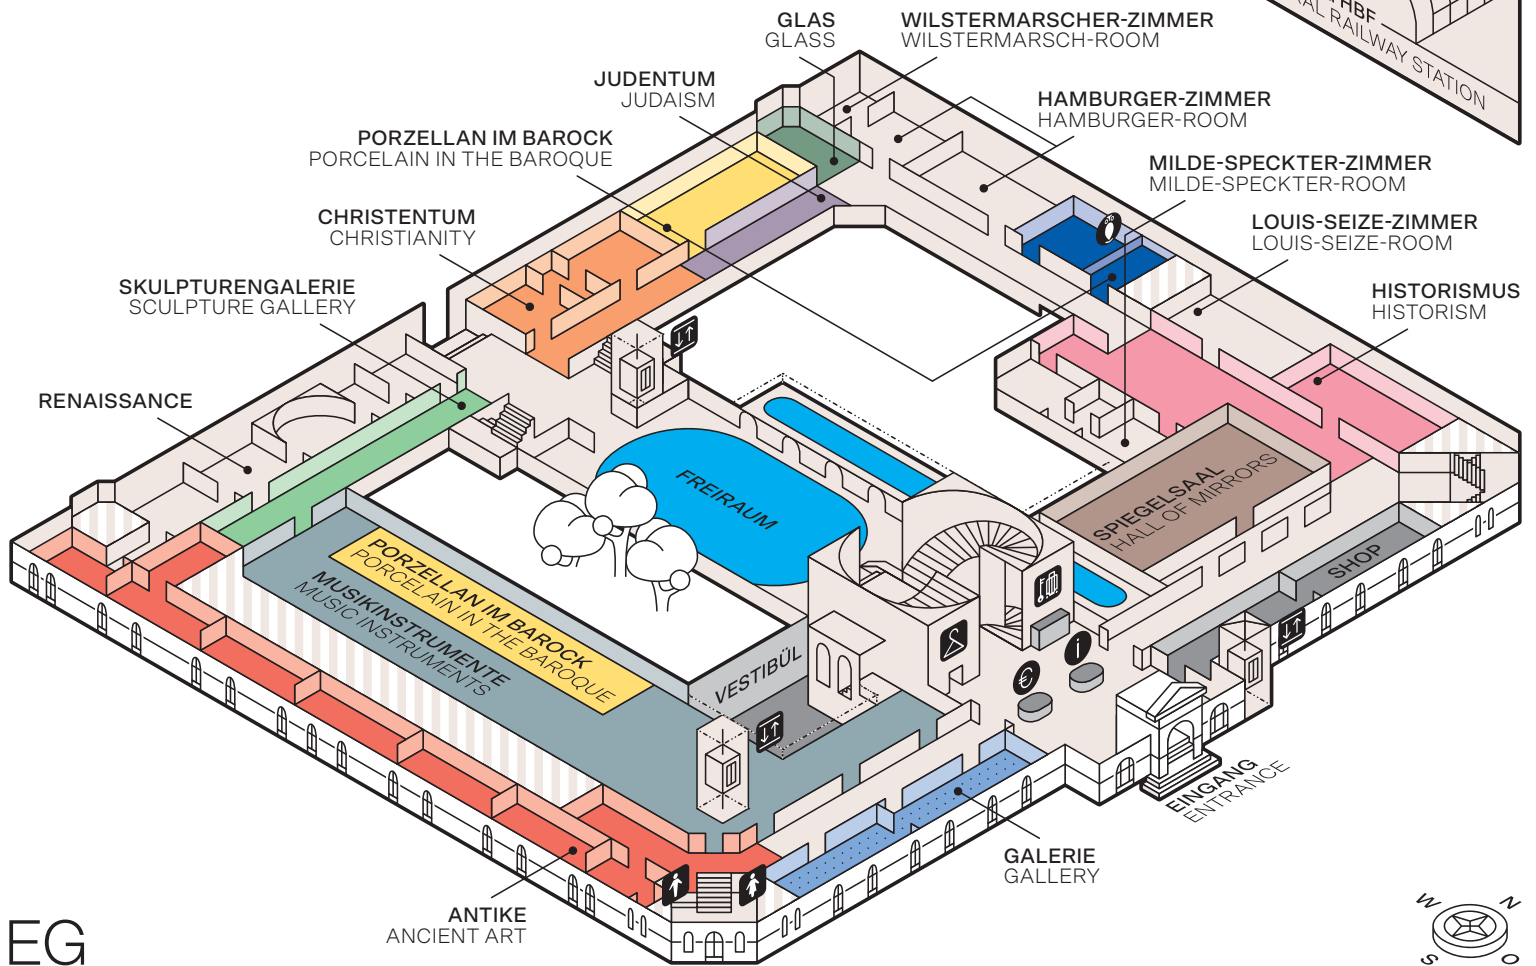 GLAS
GLASS
WILSTERMARSCHER-ZIMMER
WILSTERMARSCH-ROOM
HBF
RAILWAY STATION
JUDENTUM
JUDAISM
HAMBURGER-ZIMMER
HAMBURGER-ROOM
PORZELLAN IM BAROCK
PORCELAIN IN THE BAROQUE
MILDE-SPECKTER-ZIMMER
MILDE-SPECKTER-ROOM
CHRISTENTUM
CHRISTIANITY
LOUIS-SEIZE-ZIMMER
LOUIS-SEIZE-ROOM
SKULPTURENGALERIE
SCULPTURE GALLERY
HISTORISMUS
HISTORISM
RENAISSANCE
FREIRAUM
SPIEGELSAAL
HALL OF MIRRORS
SHOP
PORZELLAN IM BAROCK
PORCELAIN IN THE BAROQUE
MUSIKINSTRUMENTE
MUSIC INSTRUMENTS
VESTIBÜL
i
€
EINGANG
ENTRANCE
GALERIE
GALLERY
ANTIKE
ANCIENT ART
EG
W
N
S
O